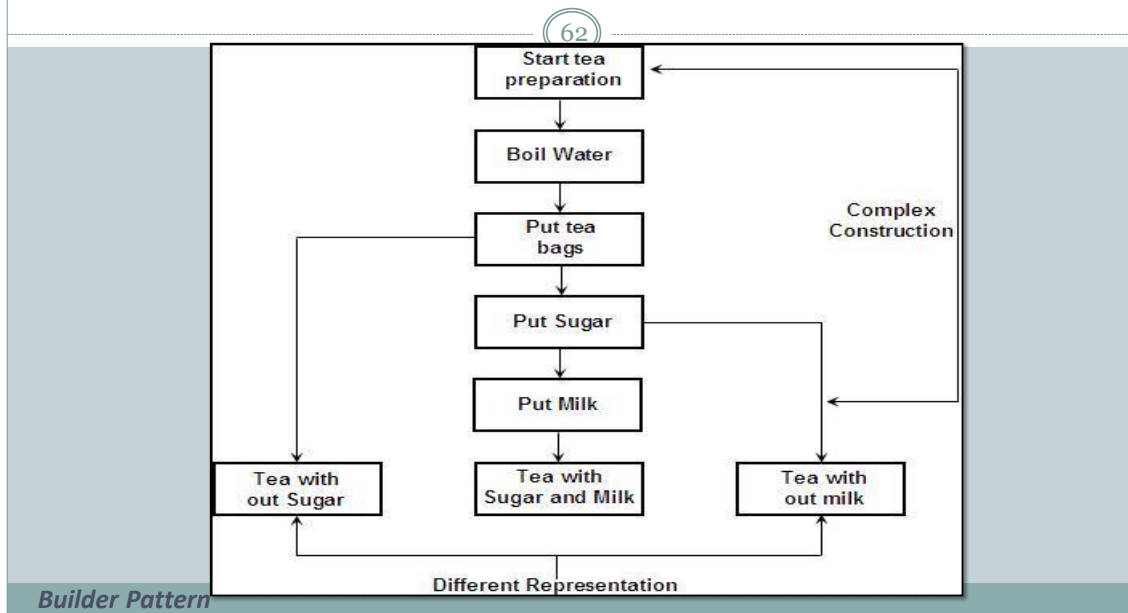 62
Start tea
preparation
Boil Water
Put tea
bags
Complex
Construction
Put Sugar
Put Milk
Tea with
out Sugar
Tea with
Sugar and Milk
Tea with
out milk
Different Representation
Builder Pattern